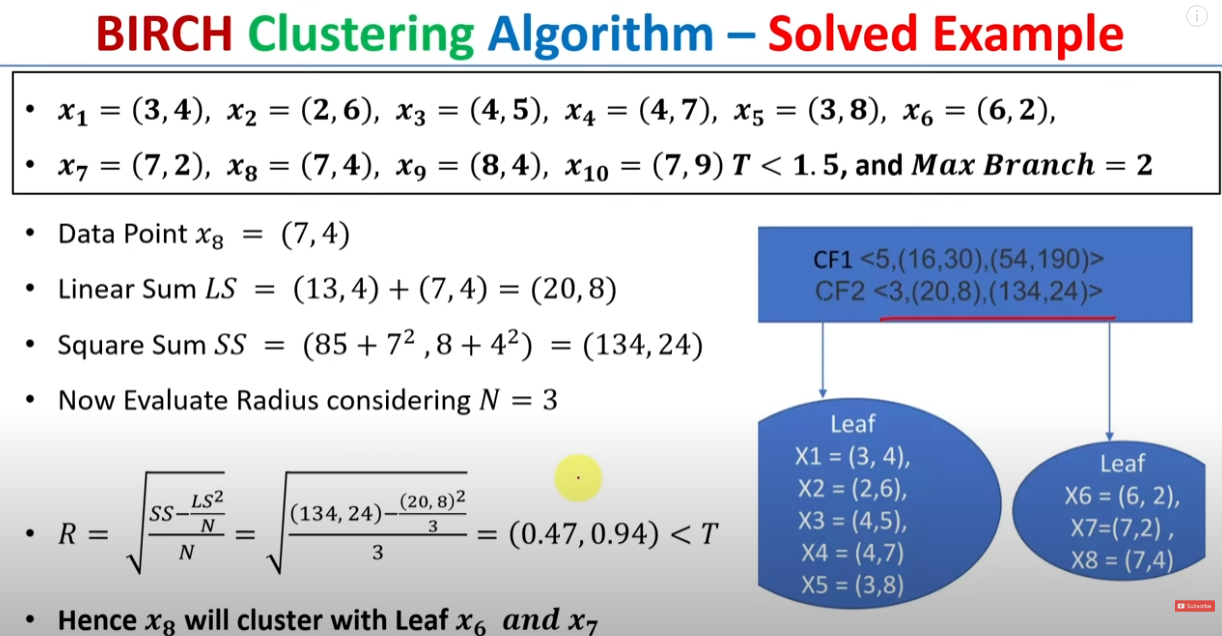 BIRCH Clustering Algorithm – Solved Example
• x₁ = (3, 4), x₂ = (2, 6), x₃ = (4, 5), x₄ = (4, 7), x₅ = (3, 8), x₆ = (6, 2),
• x₇ = (7, 2), x₈ = (7, 4), x₉ = (8, 4), x₁₀ = (7, 9) T < 1. 5, and Max Branch = 2
• Data Point x₈ = (7, 4)
• Linear Sum LS = (13, 4) + (7, 4) = (20, 8)
• Square Sum SS = (85 + 7² , 8 + 4²) = (134, 24)
• Now Evaluate Radius considering N = 3
• R = √((SS−LS²/N)/N) = √(((134, 24)−(20, 8)²/3)/3) = (0.47, 0.94) < T
• Hence x₈ will cluster with Leaf x₆ and x₇
CF1 <5,(16,30),(54,190)>
CF2 <3,(20,8),(134,24)>
Leaf
X1 = (3, 4),
X2 = (2,6),
X3 = (4,5),
X4 = (4,7)
X5 = (3,8)
Leaf
X6 = (6, 2),
X7=(7,2) ,
X8 = (7,4)
Subscribe